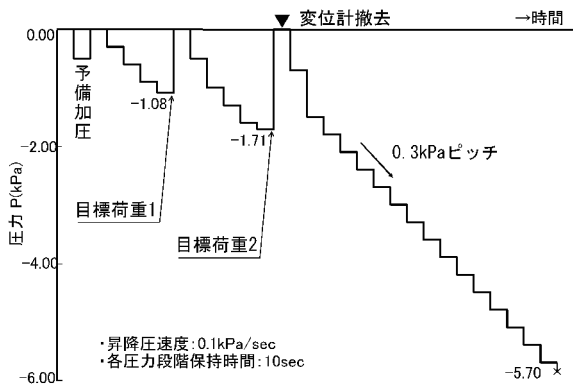 ▼ 変位計撤去
→時間
0.00
予備加圧
-1.08
-1.71
-2.00
0.3kPaピッチ
圧力 P(kPa)
目標荷重1
目標荷重2
-4.00
・昇降圧速度:0.1kPa/sec
・各圧力段階保持時間:10sec
-5.70
-6.00